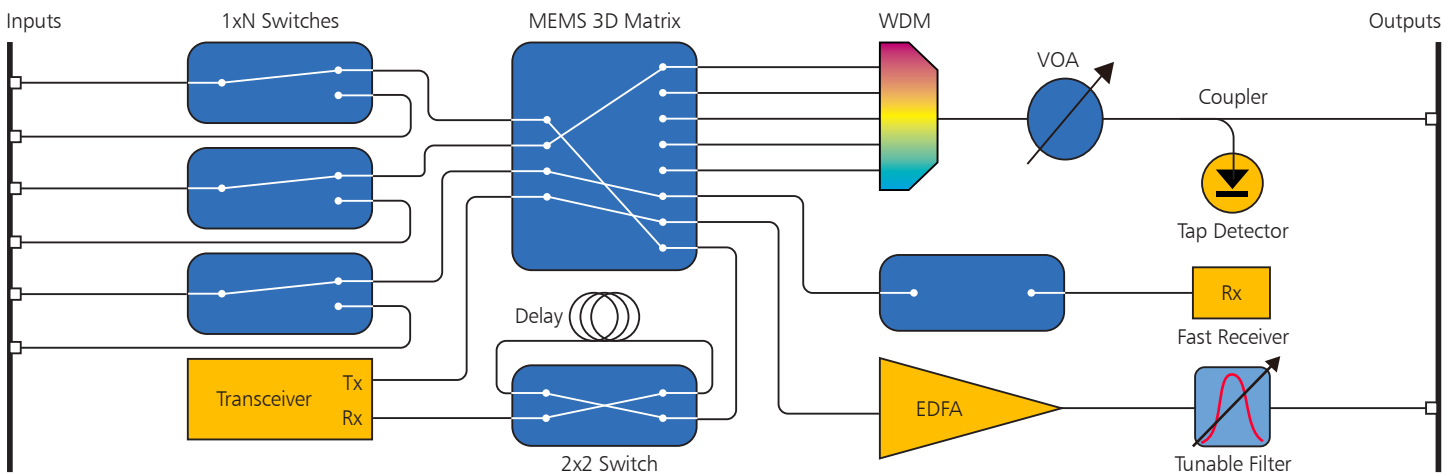 Inputs
1xN Switches
MEMS 3D Matrix
WDM
Outputs
VOA
Coupler
Tap Detector
Delay
Rx
Fast Receiver
Transceiver
Tx
Rx
EDFA
2x2 Switch
Tunable Filter